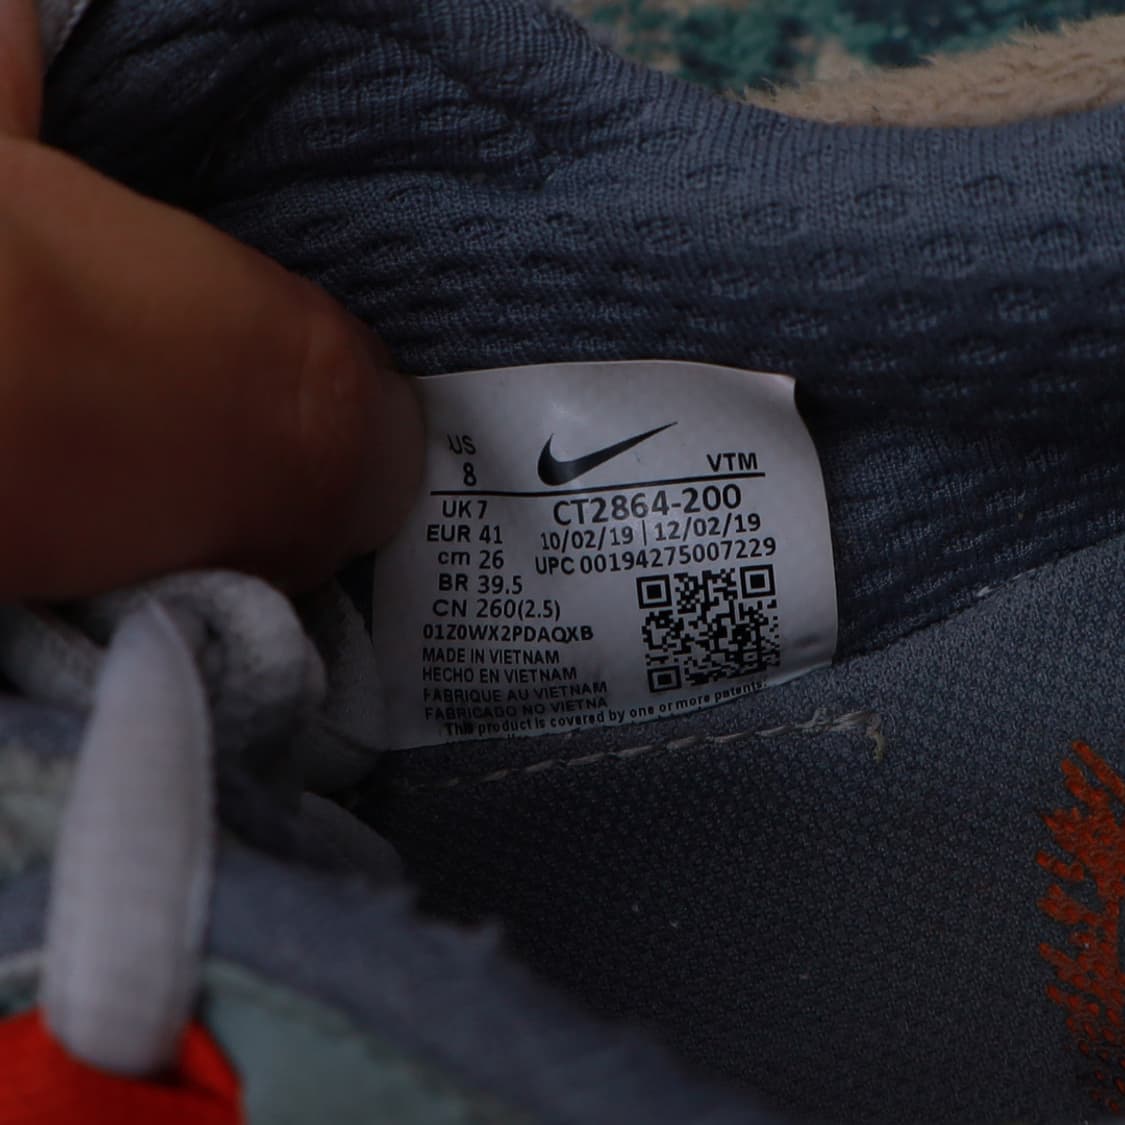 US
8
VTM
UK 7
CT2864-200
EUR 41
10/02/19 | 12/02/19
cm 26
UPC 00194275007229
BR 39.5
CN 260(2.5)
01Z0WX2PDAQXB
MADE IN VIETNAM
HECHO EN VIETNAM
FABRIQUE AU VIETNAM
FABRICADO NO VIETNA
This product is covered by one or more patents: